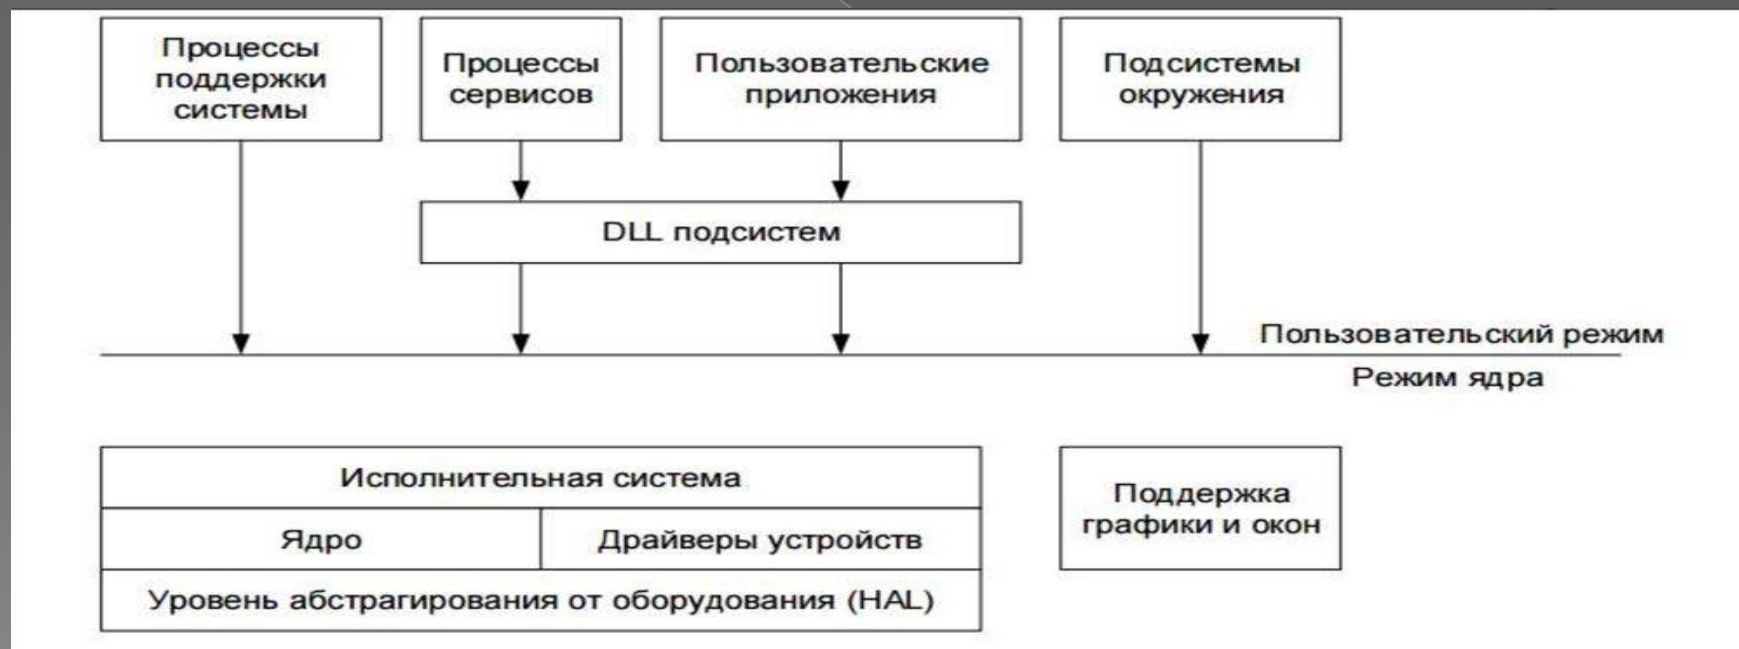 Процессы
поддержки
системы
Процессы
сервисов
Пользовательские
приложения
Подсистемы
окружения
DLL подсистем
Пользовательский режим
Режим ядра
Исполнительная система
Ядро
Драйверы устройств
Уровень абстрагирования от оборудования (HAL)
Поддержка
графики и окон